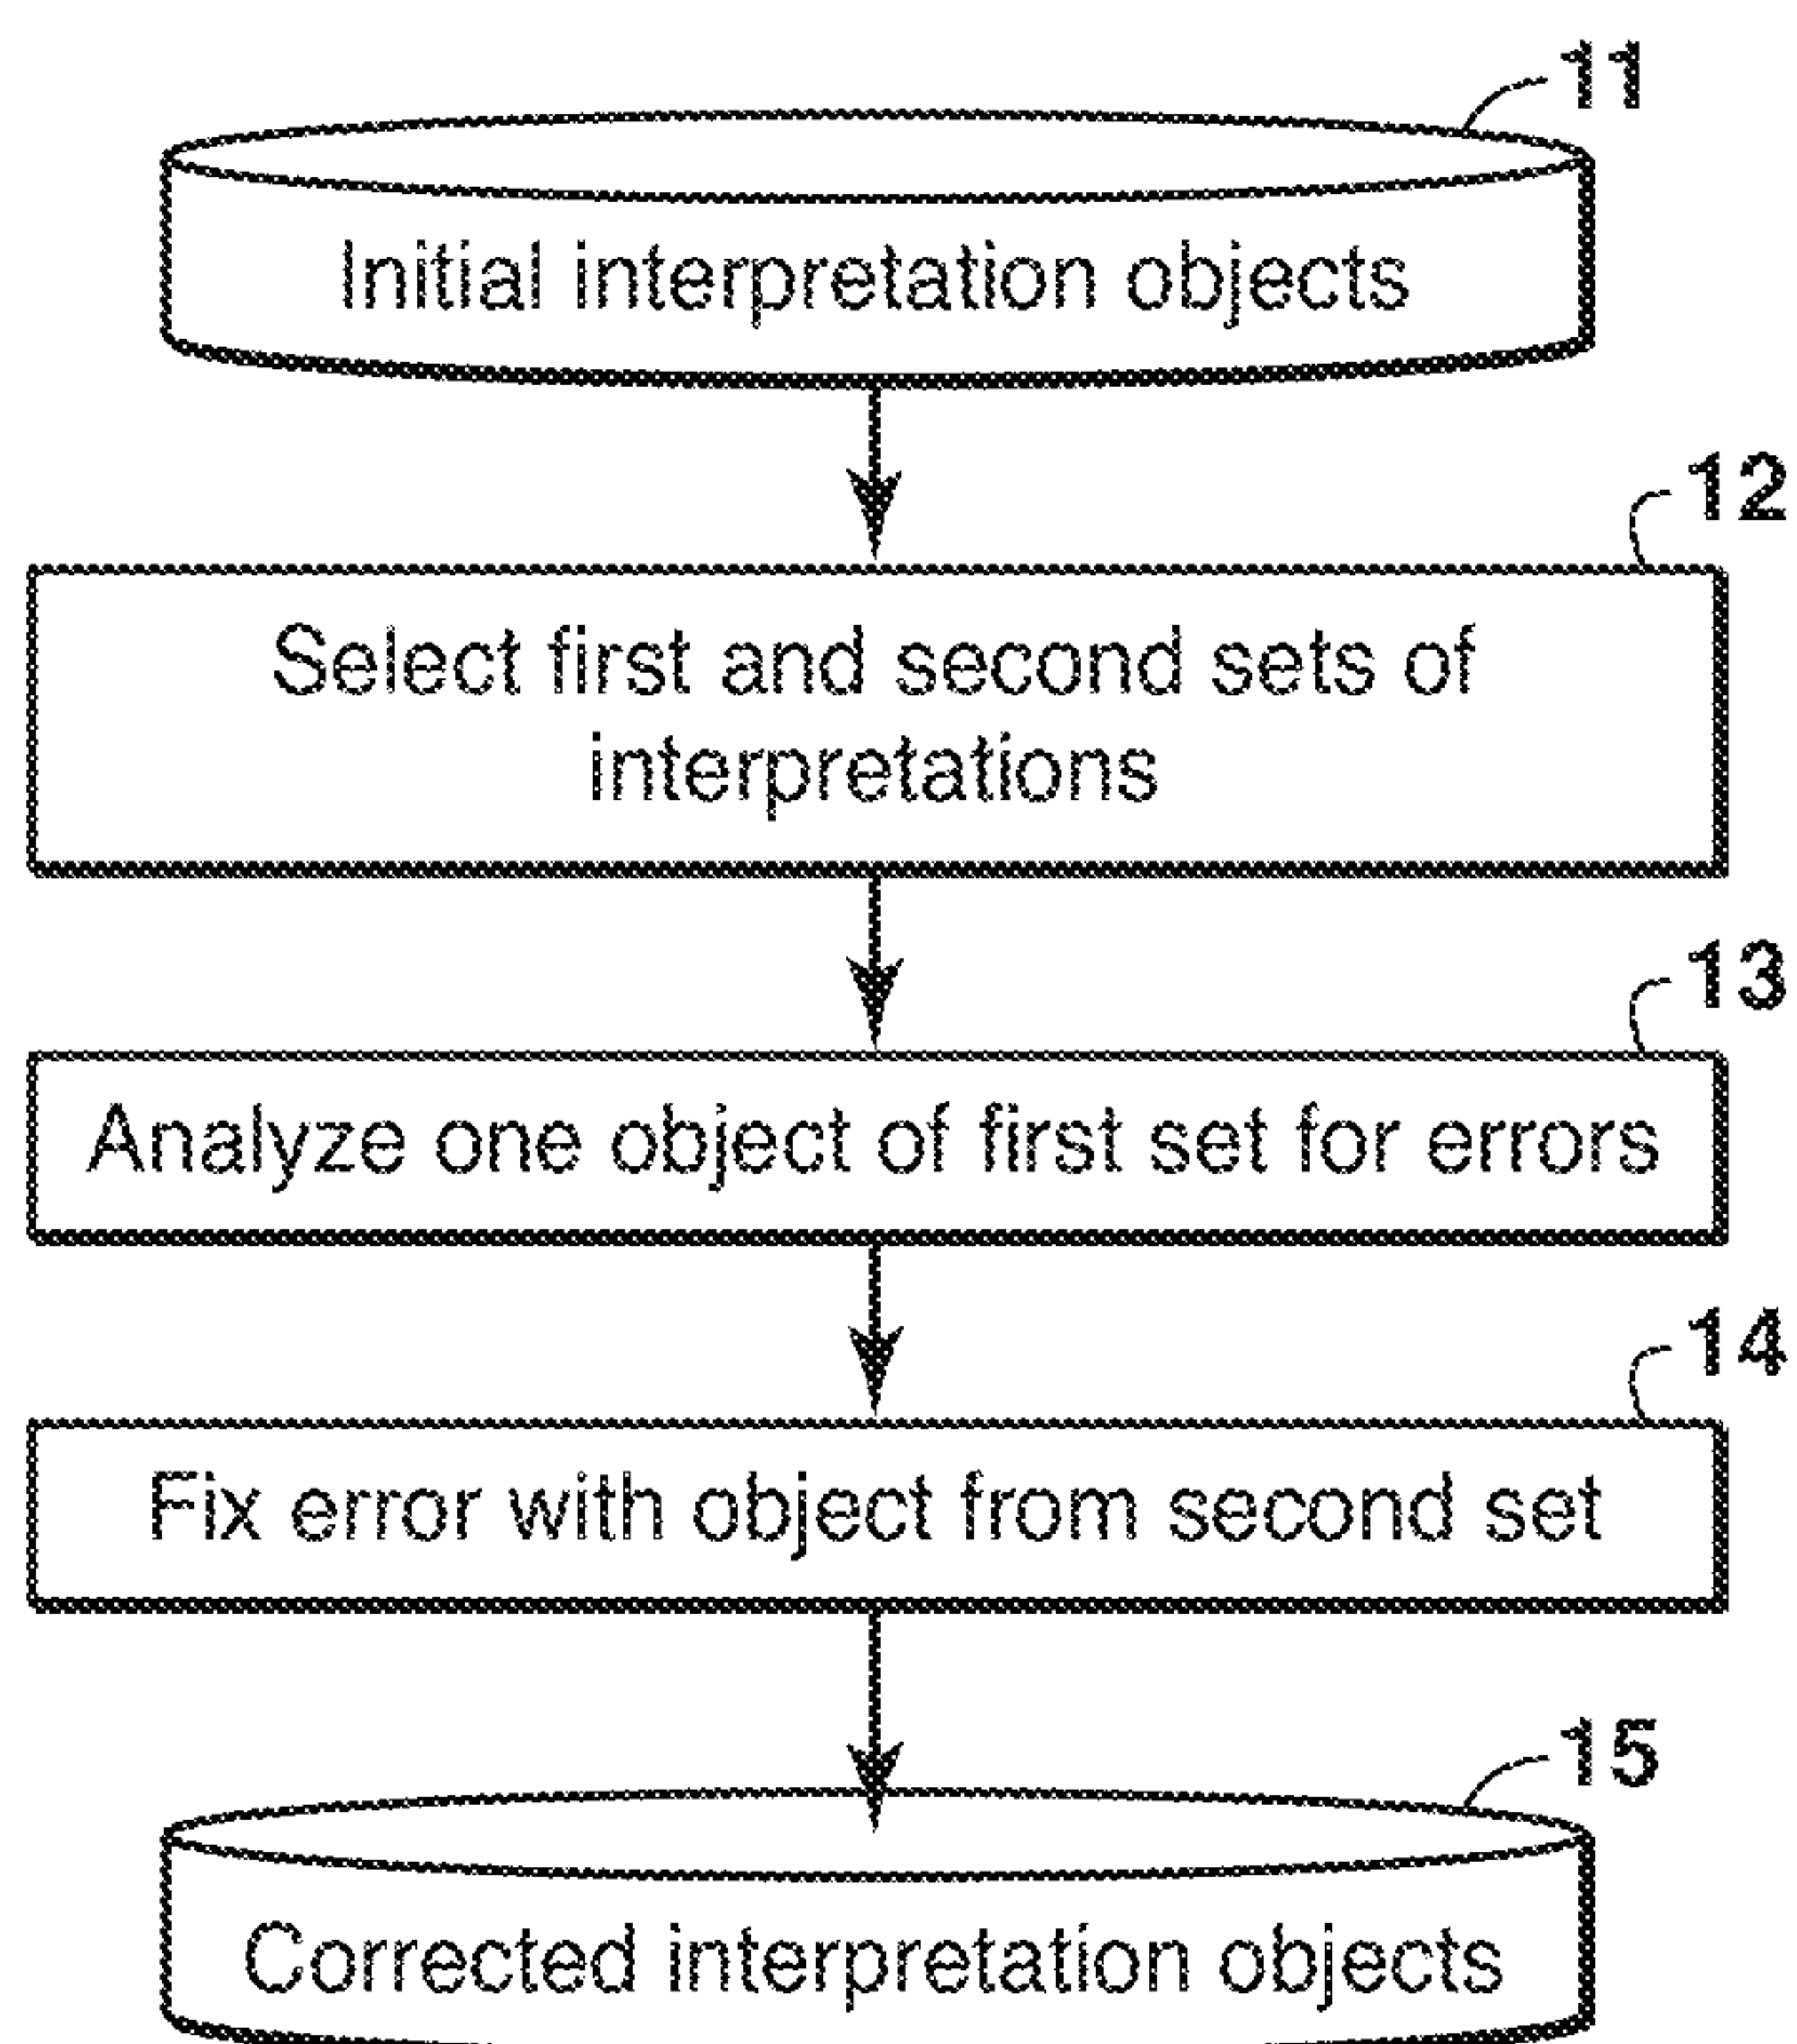 11
Initial interpretation objects
12
Select first and second sets of
interpretations
13
Analyze one object of first set for errors
14
Fix error with object from second set
15
Corrected interpretation objects